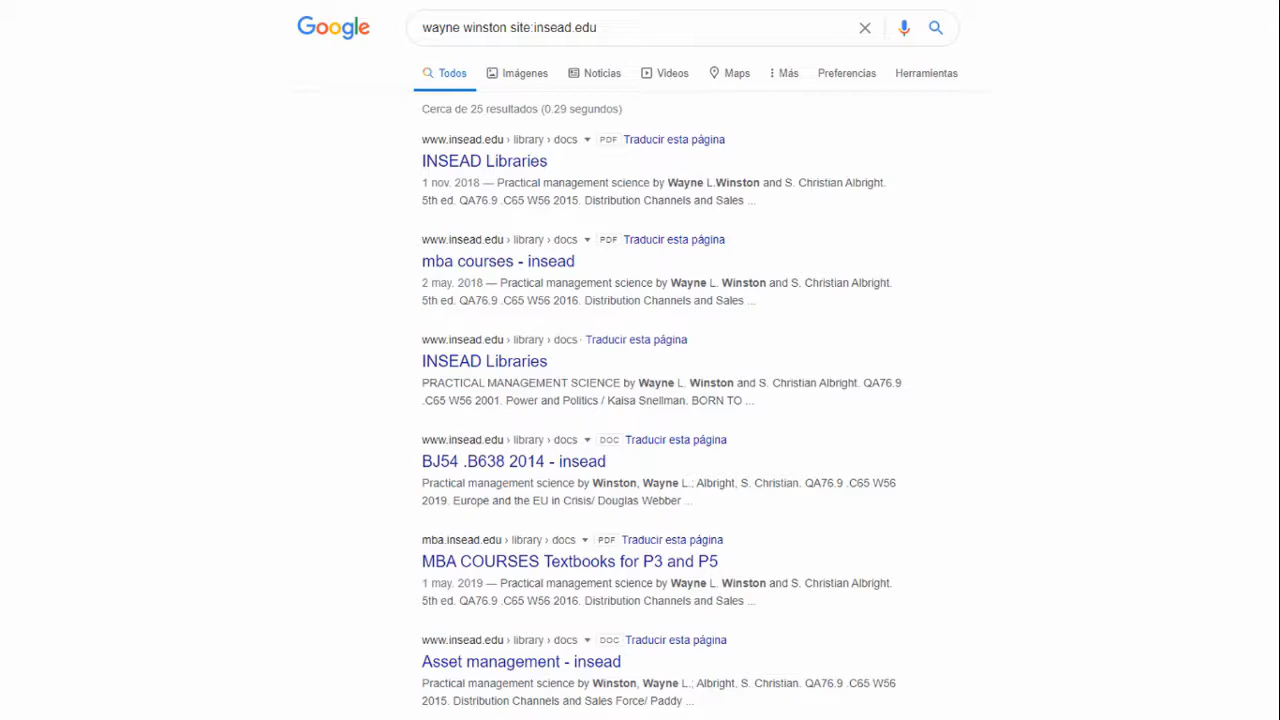 Google
wayne winston site:insead.edu
Todos Imágenes Noticias Videos Maps Más Preferencias Herramientas
Cerca de 25 resultados (0.29 segundos)
www.insead.edu › library › docs PDF Traducir esta página
INSEAD Libraries
1 nov. 2018 — Practical management science by Wayne L.Winston and S. Christian Albright.
5th ed. QA76.9 .C65 W56 2015. Distribution Channels and Sales ...
www.insead.edu › library › docs PDF Traducir esta página
mba courses - insead
2 may. 2018 — Practical management science by Wayne L. Winston and S. Christian Albright.
5th ed. QA76.9 .C65 W56 2016. Distribution Channels and Sales ...
www.insead.edu › library › docs · Traducir esta página
INSEAD Libraries
PRACTICAL MANAGEMENT SCIENCE by Wayne L. Winston and S. Christian Albright. QA76.9
.C65 W56 2001. Power and Politics / Kaisa Snellman. BORN TO ...
www.insead.edu › library › docs DOC Traducir esta página
BJ54 .B638 2014 - insead
Practical management science by Winston, Wayne L.; Albright, S. Christian. QA76.9 .C65 W56
2019. Europe and the EU in Crisis/ Douglas Webber ...
mba.insead.edu › library › docs PDF Traducir esta página
MBA COURSES Textbooks for P3 and P5
1 may. 2019 — Practical management science by Wayne L. Winston and S. Christian Albright.
5th ed. QA76.9 .C65 W56 2016. Distribution Channels and Sales ...
www.insead.edu › library › docs DOC Traducir esta página
Asset management - insead
Practical management science by Winston, Wayne L.; Albright, S. Christian. QA76.9 .C65 W56
2015. Distribution Channels and Sales Force/ Paddy ...